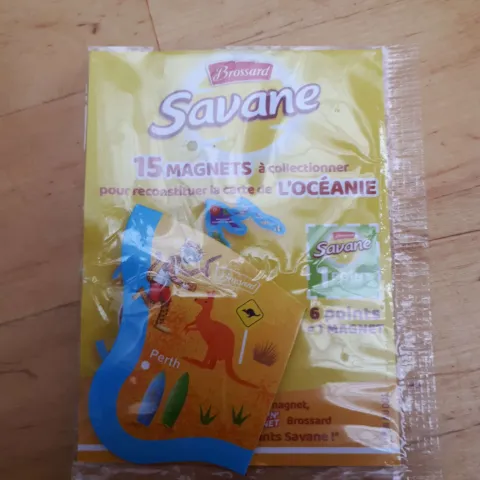 Brossard
Savane
15 MAGNETS à collectionner
pour reconstituer la carte de L'OCÉANIE
Brossard
Savane
6 points
Perth
magnet,
Brossard
Savane !*